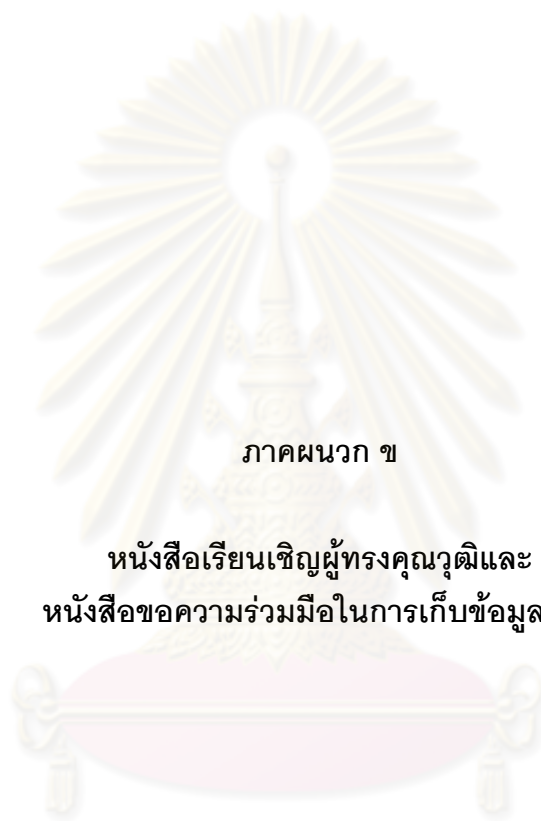 ภาคผนวก ข
หนังสือเรียนเชิญผู้ทรงคุณวุฒิและ
หนังสือขอความร่วมมือในการเก็บข้อมูล